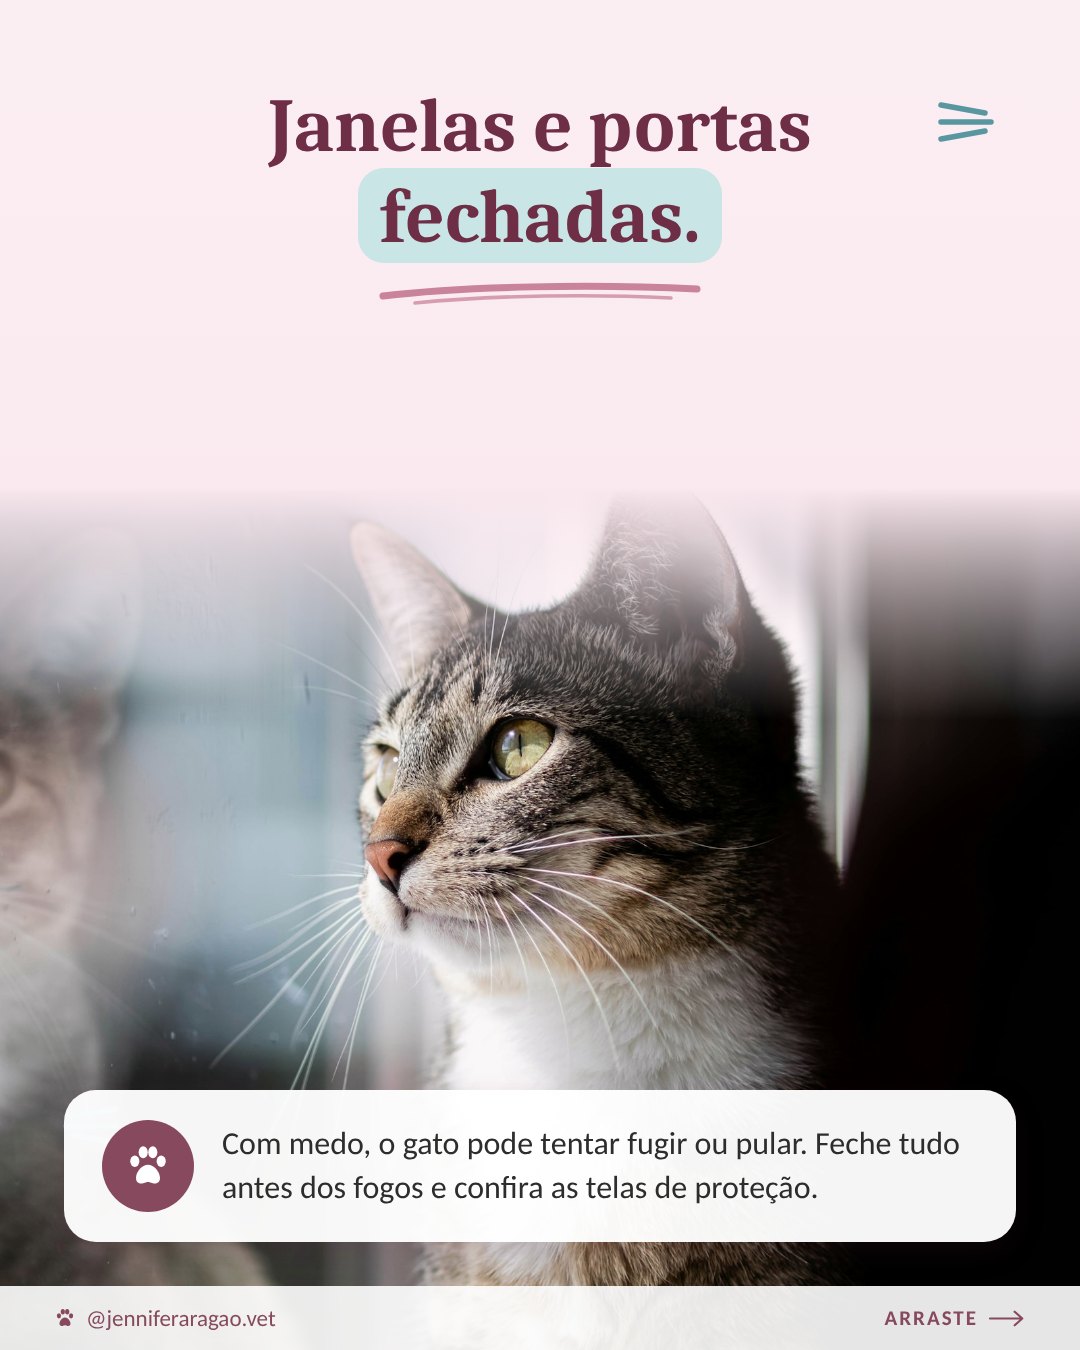 Janelas e portas
fechadas.
Com medo, o gato pode tentar fugir ou pular. Feche tudo
antes dos fogos e confira as telas de proteção.
@jenniferaragao.vet
ARRASTE